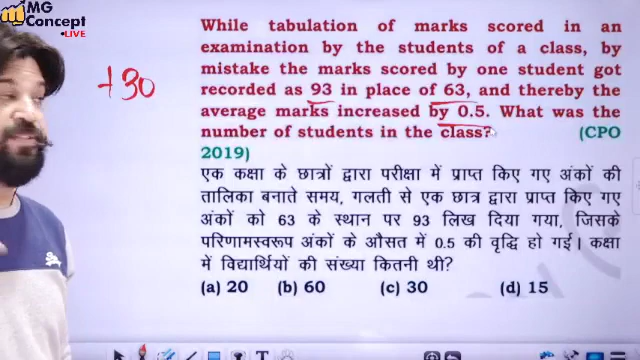 MG
Concept
LIVE
+30
While tabulation of marks scored in an
examination by the students of a class, by
mistake the marks scored by one student got
recorded as 93 in place of 63, and thereby the
average marks increased by 0.5. What was the
number of students in the class? (CPO
2019)
एक कक्षा के छात्रों द्वारा परीक्षा में प्राप्त किए गए अंकों की
तालिका बनाते समय, गलती से एक छात्र द्वारा प्राप्त किए गए
अंकों को 63 के स्थान पर 93 लिख दिया गया, जिसके
परिणामस्वरूप अंकों के औसत में 0.5 की वृद्धि हो गई। कक्षा
में विद्यार्थियों की संख्या कितनी थी?
(a) 20 (b) 60 (c) 30 (d) 15